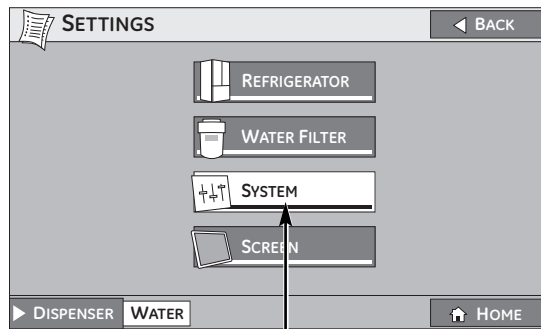 SETTINGS
BACK
REFRIGERATOR
WATER FILTER
SYSTEM
SCREEN
DISPENSER WATER
HOME